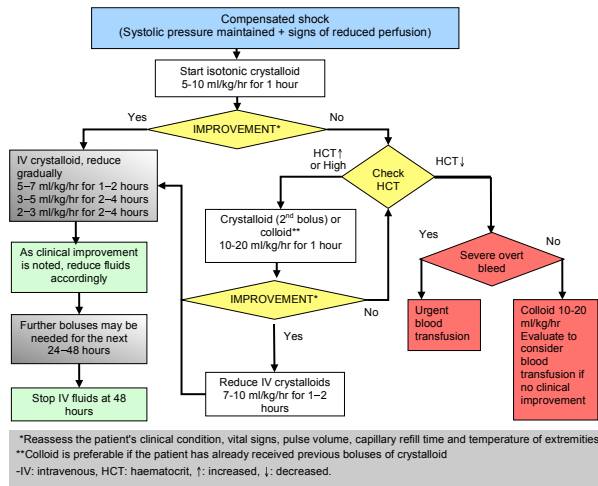 Compensated shock
(Systolic pressure maintained + signs of reduced perfusion)
Start isotonic crystalloid
5-10 ml/kg/hr for 1 hour
Yes
IMPROVEMENT*
No
IV crystalloid, reduce
gradually
5–7 ml/kg/hr for 1–2 hours
3–5 ml/kg/hr for 2–4 hours
2–3 ml/kg/hr for 2–4 hours
HCT↑
or High
Check
HCT
HCT↓
Crystalloid (2nd bolus) or
colloid**
10-20 ml/kg/hr for 1 hour
Yes
Severe overt
bleed
No
As clinical improvement
is noted, reduce fluids
accordingly
IMPROVEMENT*
No
Yes
Urgent
blood
transfusion
Colloid 10-20
ml/kg/hr
Evaluate to
consider
blood
transfusion if
no clinical
improvement
Further boluses may be
needed for the next
24–48 hours
Reduce IV crystalloids
7-10 ml/kg/hr for 1–2
hours
Stop IV fluids at 48
hours
*Reassess the patient's clinical condition, vital signs, pulse volume, capillary refill time and temperature of extremities
**Colloid is preferable if the patient has already received previous boluses of crystalloid
-IV: intravenous, HCT: haematocrit, ↑: increased, ↓: decreased.